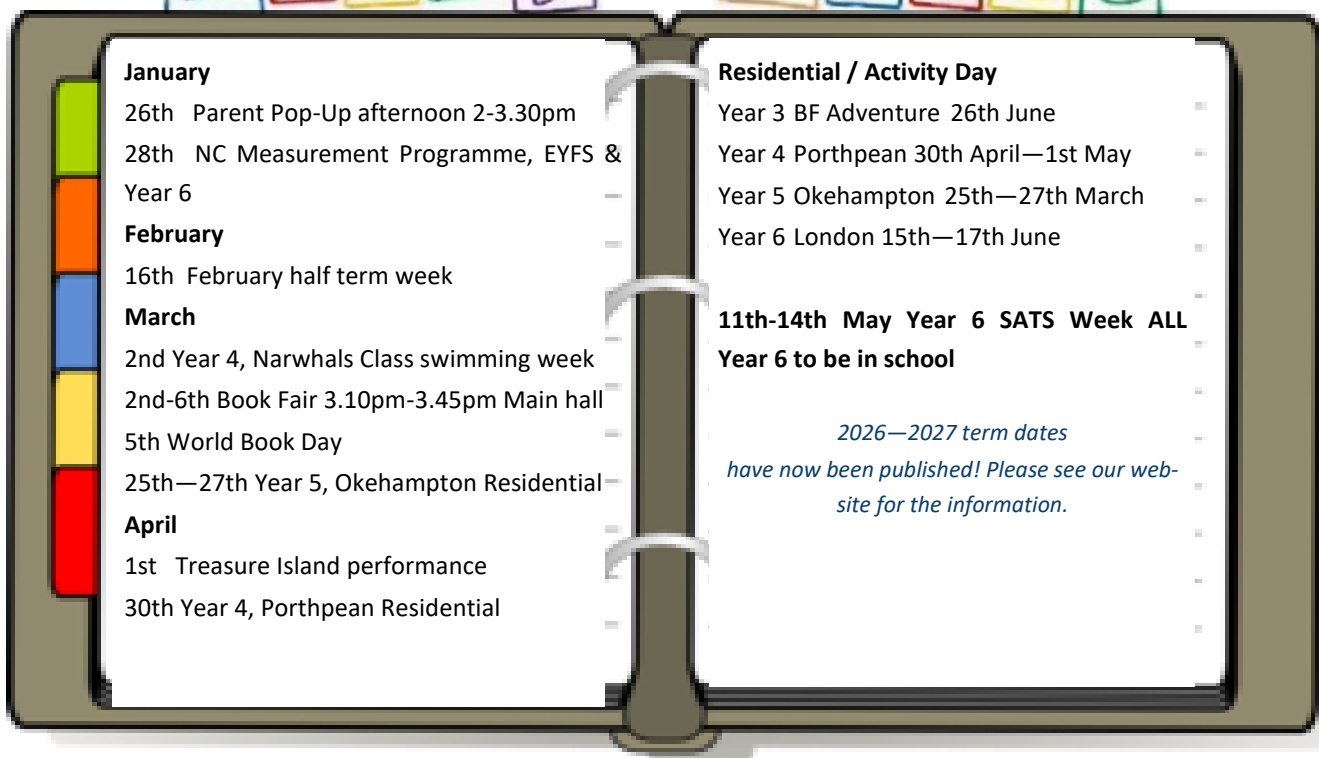 January
26th Parent Pop-Up afternoon 2-3.30pm
28th NC Measurement Programme, EYFS &
Year 6
February
16th February half term week
March
2nd Year 4, Narwhals Class swimming week
2nd-6th Book Fair 3.10pm-3.45pm Main hall
5th World Book Day
25th—27th Year 5, Okehampton Residential
April
1st Treasure Island performance
30th Year 4, Porthpean Residential
Residential / Activity Day
Year 3 BF Adventure 26th June
Year 4 Porthpean 30th April—1st May
Year 5 Okehampton 25th—27th March
Year 6 London 15th—17th June
11th-14th May Year 6 SATS Week ALL
Year 6 to be in school
2026—2027 term dates
have now been published! Please see our web-
site for the information.